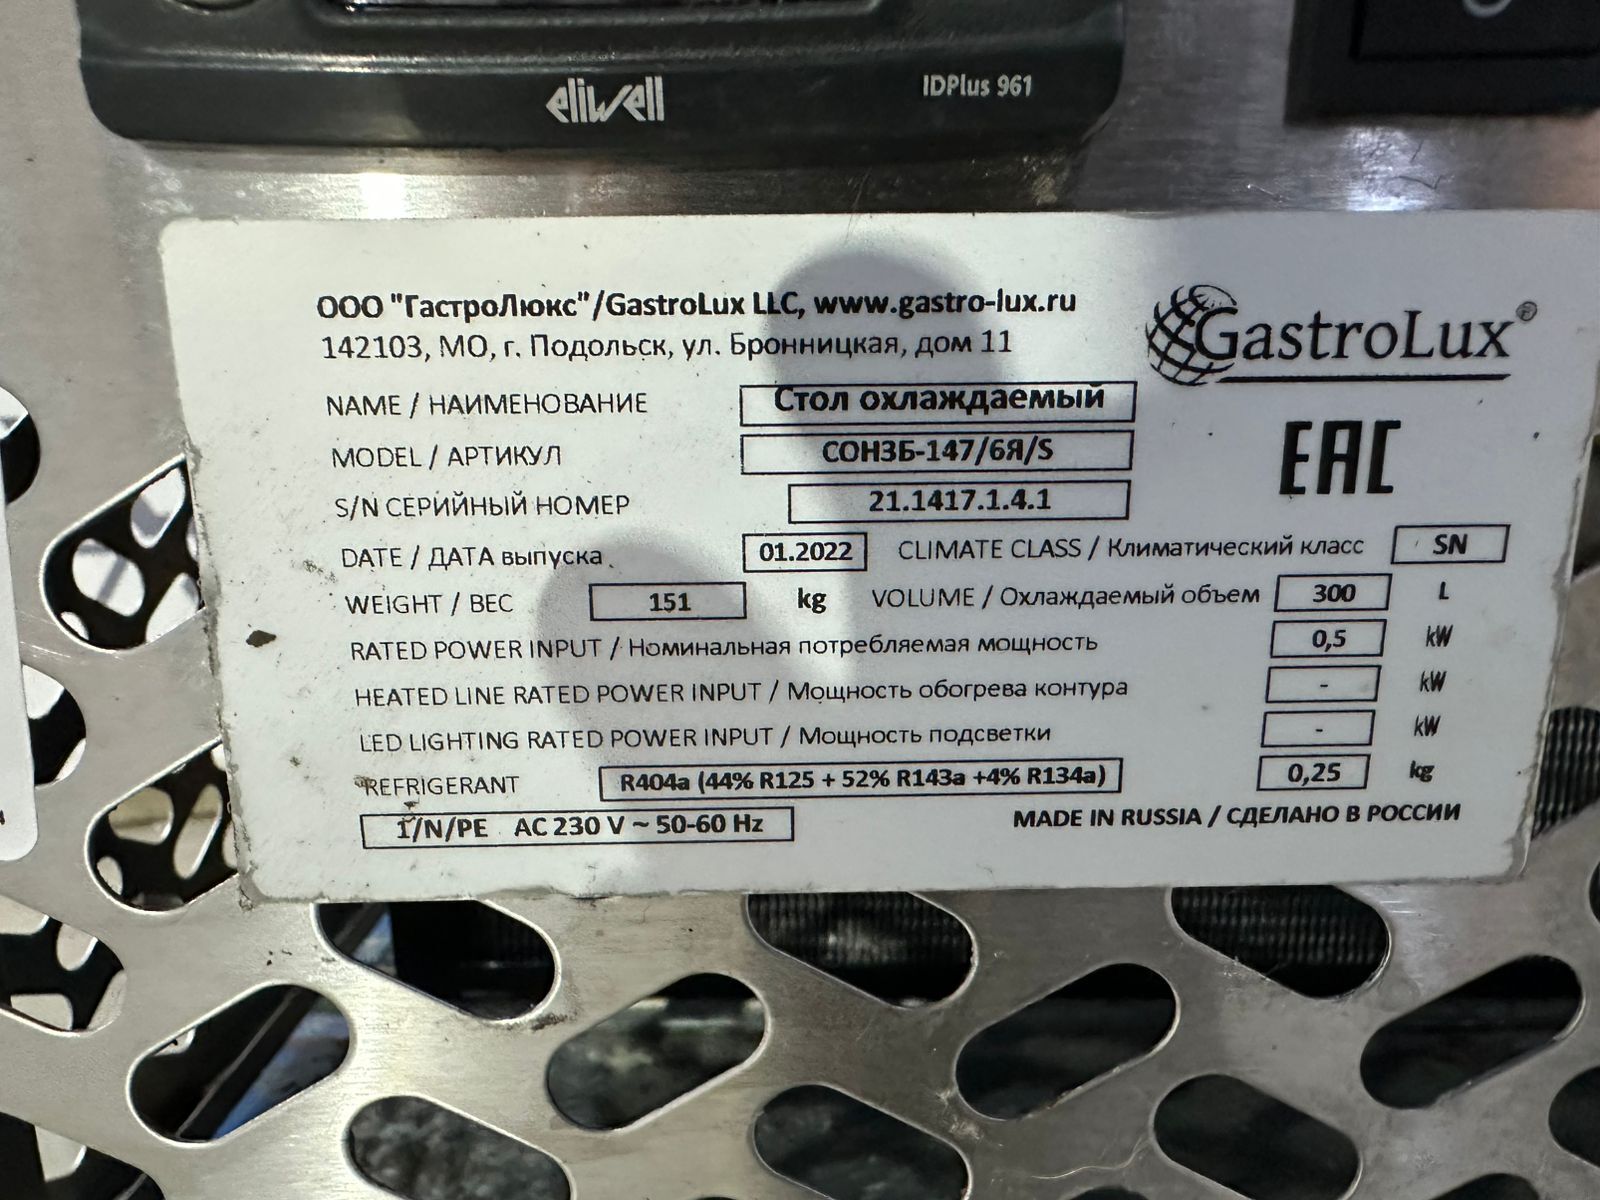 eliwell
IDPlus 961
ООО "ГастроЛюкс"/GastroLux LLC, www.gastro-lux.ru
142103, МО, г. Подольск, ул. Бронницкая, дом 11
GastroLux®
NAME / НАИМЕНОВАНИЕ Стол охлаждаемый
EAC
MODEL / АРТИКУЛ СОН3Б-147/6Я/S
S/N СЕРИЙНЫЙ НОМЕР 21.1417.1.4.1
DATE / ДАТА выпуска 01.2022 CLIMATE CLASS / Климатический класс SN
WEIGHT / ВЕС 151 kg VOLUME / Охлаждаемый объем 300 L
RATED POWER INPUT / Номинальная потребляемая мощность 0,5 kW
HEATED LINE RATED POWER INPUT / Мощность обогрева контура - kW
LED LIGHTING RATED POWER INPUT / Мощность подсветки - kW
REFRIGERANT R404a (44% R125 + 52% R143a +4% R134a) 0,25 kg
1/N/PE AC 230 V ~ 50-60 Hz
MADE IN RUSSIA / СДЕЛАНО В РОССИИ